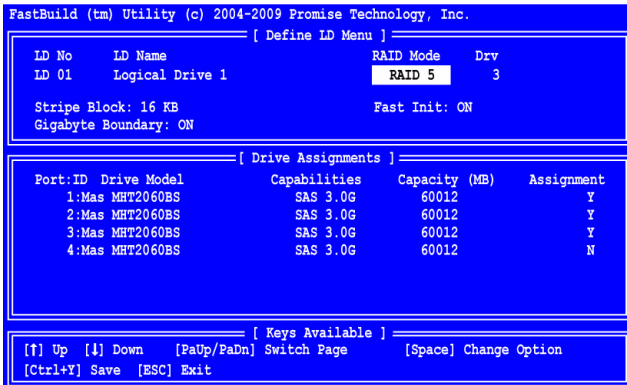 FastBuild (tm) Utility (c) 2004-2009 Promise Technology, Inc.
[ Define LD Menu ]
LD No LD Name RAID Mode Drv
LD 01 Logical Drive 1 RAID 5 3
Stripe Block: 16 KB Fast Init: ON
Gigabyte Boundary: ON
[ Drive Assignments ]
Port:ID Drive Model Capabilities Capacity (MB) Assignment
1:Mas MHT2060BS SAS 3.0G 60012 Y
2:Mas MHT2060BS SAS 3.0G 60012 Y
3:Mas MHT2060BS SAS 3.0G 60012 Y
4:Mas MHT2060BS SAS 3.0G 60012 N
[ Keys Available ]
[↑] Up [↓] Down [PaUp/PaDn] Switch Page [Space] Change Option
[Ctrl+Y] Save [ESC] Exit